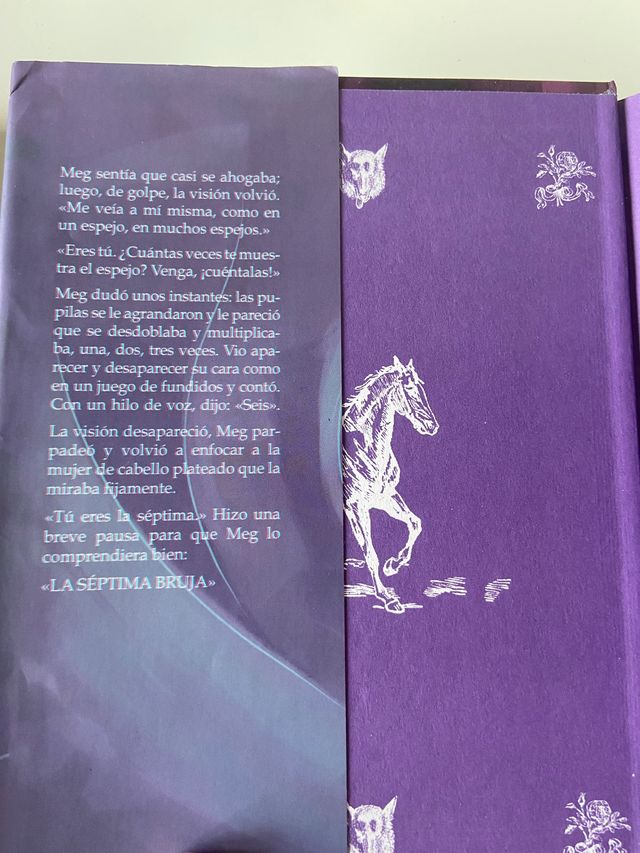 Meg sentía que casi se ahogaba;
luego, de golpe, la visión volvió.
«Me veía a mí misma, como en
un espejo, en muchos espejos.»
«Eres tú. ¿Cuántas veces te mues-
tra el espejo? Venga, ¡cuéntalas!»
Meg dudó unos instantes: las pu-
pilas se le agrandaron y le pareció
que se desdoblaba y multiplica-
ba, una, dos, tres veces. Vio apa-
recer y desaparecer su cara como
en un juego de fundidos y contó.
Con un hilo de voz, dijo: «Seis».
La visión desapareció, Meg par-
padeó y volvió a enfocar a la
mujer de cabello plateado que la
miraba fijamente.
«Tú eres la séptima.» Hizo una
breve pausa para que Meg lo
comprendiera bien:
«LA SÉPTIMA BRUJA»